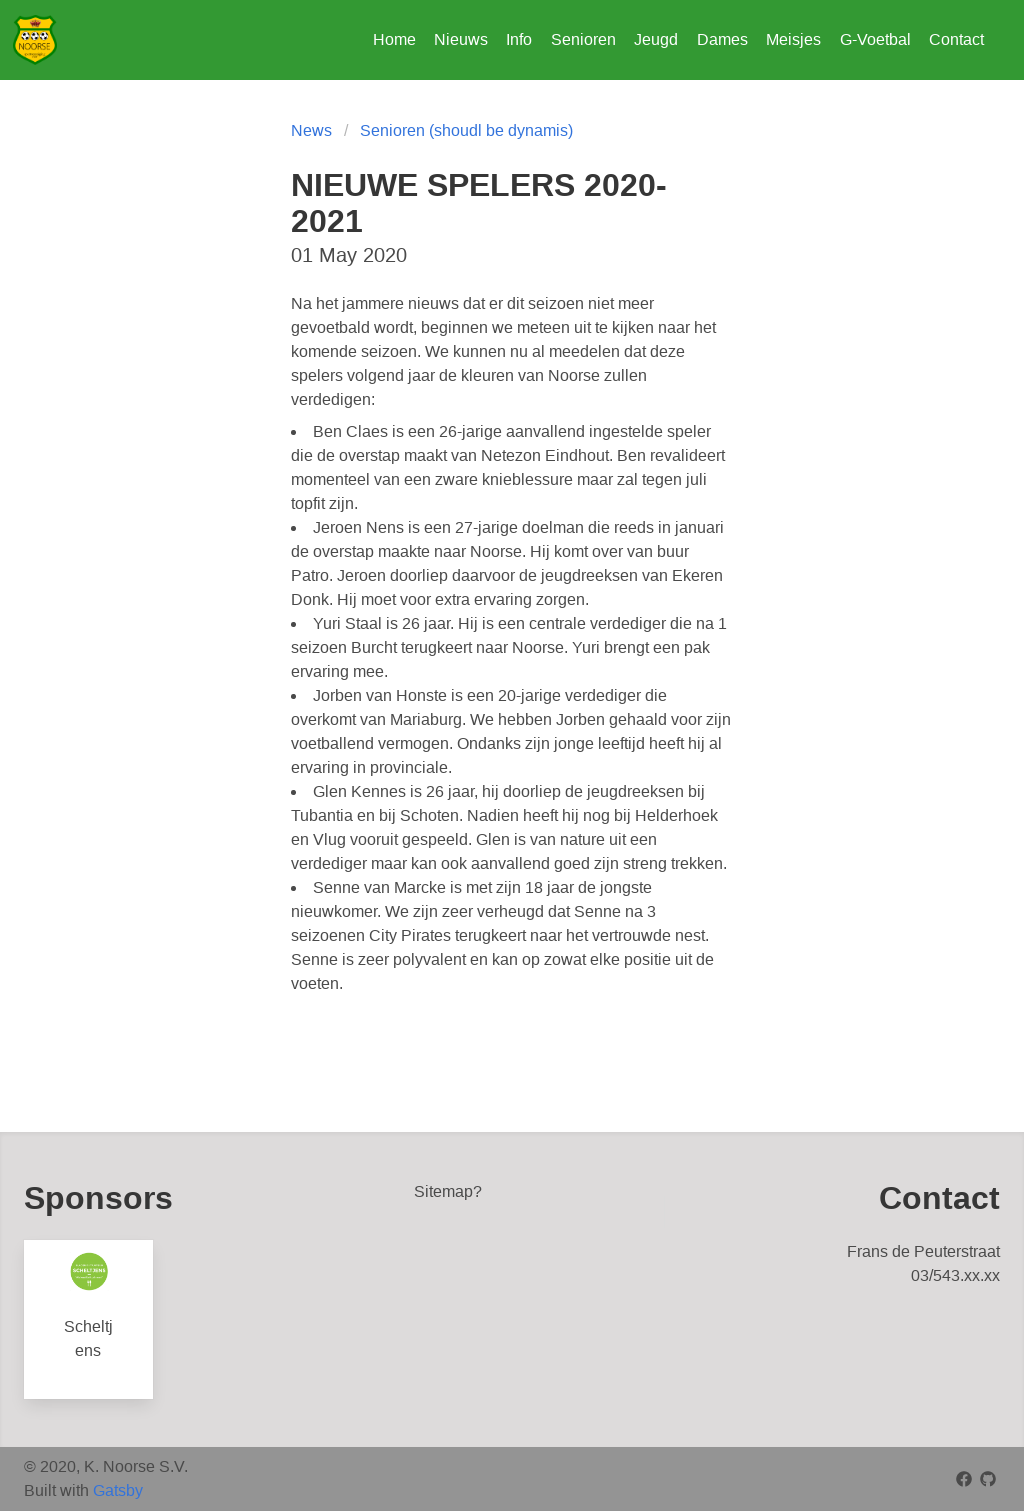 NOORSE
Home Nieuws Info Senioren Jeugd Dames Meisjes G-Voetbal Contact
News / Senioren (shoudl be dynamis)
NIEUWE SPELERS 2020-
2021
01 May 2020
Na het jammere nieuws dat er dit seizoen niet meer
gevoetbald wordt, beginnen we meteen uit te kijken naar het
komende seizoen. We kunnen nu al meedelen dat deze
spelers volgend jaar de kleuren van Noorse zullen
verdedigen:
• Ben Claes is een 26-jarige aanvallend ingestelde speler
die de overstap maakt van Netezon Eindhout. Ben revalideert
momenteel van een zware knieblessure maar zal tegen juli
topfit zijn.
• Jeroen Nens is een 27-jarige doelman die reeds in januari
de overstap maakte naar Noorse. Hij komt over van buur
Patro. Jeroen doorliep daarvoor de jeugdreeksen van Ekeren
Donk. Hij moet voor extra ervaring zorgen.
• Yuri Staal is 26 jaar. Hij is een centrale verdediger die na 1
seizoen Burcht terugkeert naar Noorse. Yuri brengt een pak
ervaring mee.
• Jorben van Honste is een 20-jarige verdediger die
overkomt van Mariaburg. We hebben Jorben gehaald voor zijn
voetballend vermogen. Ondanks zijn jonge leeftijd heeft hij al
ervaring in provinciale.
• Glen Kennes is 26 jaar, hij doorliep de jeugdreeksen bij
Tubantia en bij Schoten. Nadien heeft hij nog bij Helderhoek
en Vlug vooruit gespeeld. Glen is van nature uit een
verdediger maar kan ook aanvallend goed zijn streng trekken.
• Senne van Marcke is met zijn 18 jaar de jongste
nieuwkomer. We zijn zeer verheugd dat Senne na 3
seizoenen City Pirates terugkeert naar het vertrouwde nest.
Senne is zeer polyvalent en kan op zowat elke positie uit de
voeten.
Sponsors
SCHELTJENS
Scheltj
ens
Sitemap?
Contact
Frans de Peuterstraat
03/543.xx.xx
© 2020, K. Noorse S.V.
Built with Gatsby